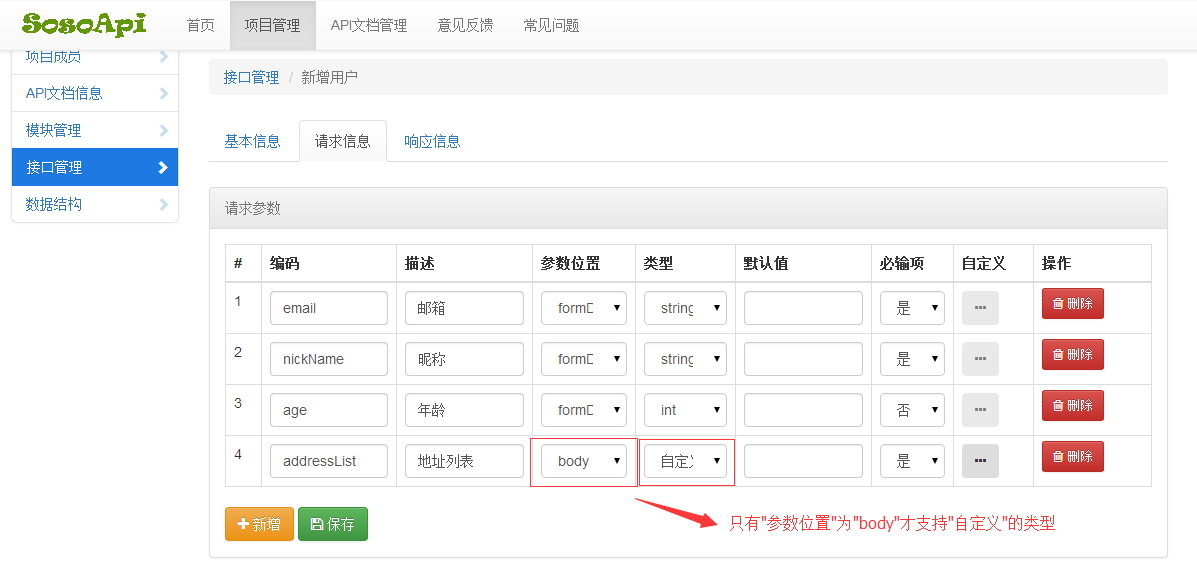 SosoApi 首页 项目管理 API文档管理 意见反馈 常见问题
项目成员
API文档信息
模块管理
接口管理
数据结构
接口管理 / 新增用户
基本信息 请求信息 响应信息
请求参数
# 编码 描述 参数位置 类型 默认值 必输项 自定义 操作
1 email 邮箱 formD string 是 ··· 删除
2 nickName 昵称 formD string 是 ··· 删除
3 age 年龄 formD int 否 ··· 删除
4 addressList 地址列表 body 自定义 是 ··· 删除
新增 保存
只有"参数位置"为"body"才支持"自定义"的类型